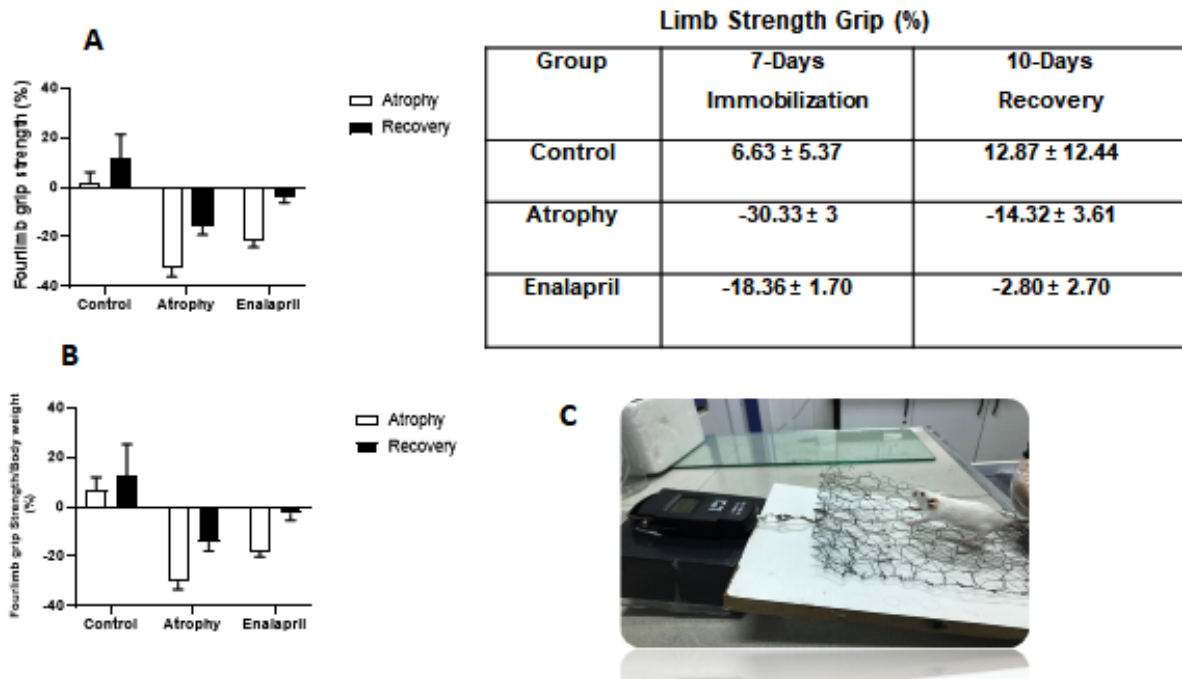 A
Fourlimb grip strength (%)
40
20
0
-20
-40
Control Atrophy Enalapril
Atrophy
Recovery
Limb Strength Grip (%)
Group 7-Days Immobilization 10-Days Recovery
Control 6.63 ± 5.37 12.87 ± 12.44
Atrophy -30.33 ± 3 -14.32 ± 3.61
Enalapril -18.36 ± 1.70 -2.80 ± 2.70
B
Fourlimb grip Strength/Body weight
(%)
40
20
0
-20
-40
Control Atrophy Enalapril
Atrophy
Recovery
C